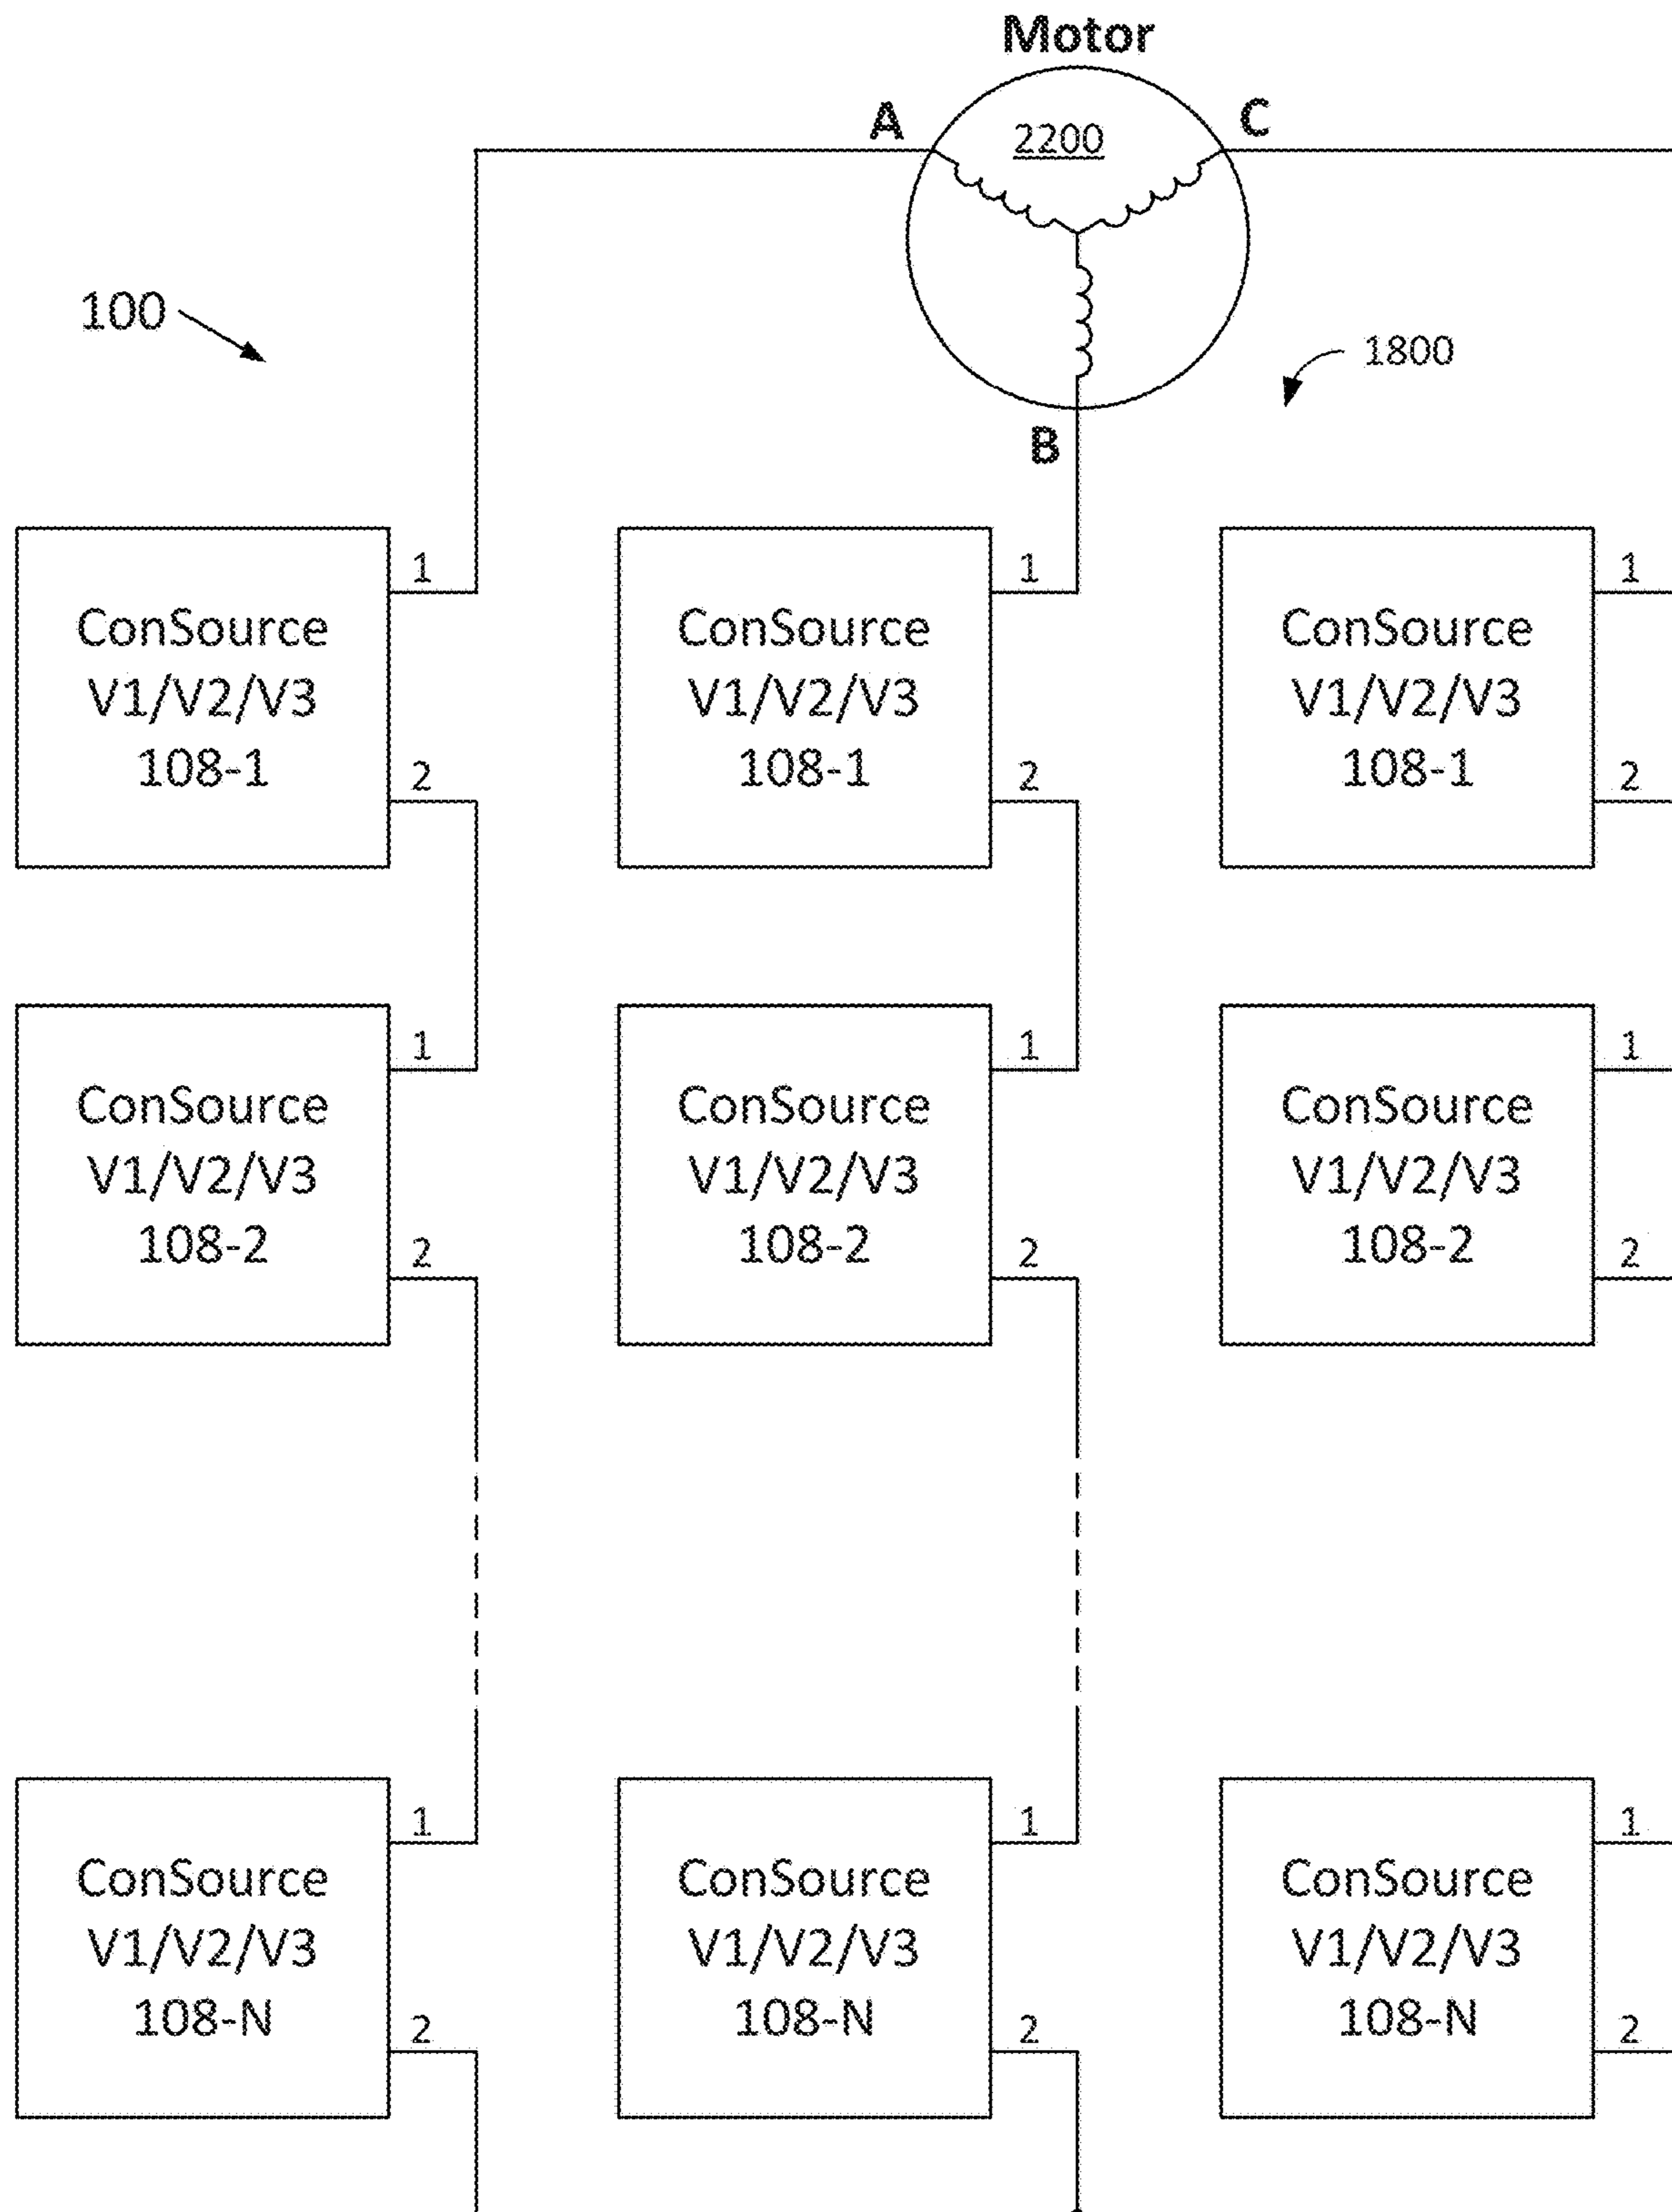 Motor
A
2200
C
100
1800
B
1
1
1
ConSource
V1/V2/V3
108-1
ConSource
V1/V2/V3
108-1
ConSource
V1/V2/V3
108-1
2
2
2
1
1
1
ConSource
V1/V2/V3
108-2
ConSource
V1/V2/V3
108-2
ConSource
V1/V2/V3
108-2
2
2
2
1
1
1
ConSource
V1/V2/V3
108-N
ConSource
V1/V2/V3
108-N
ConSource
V1/V2/V3
108-N
2
2
2